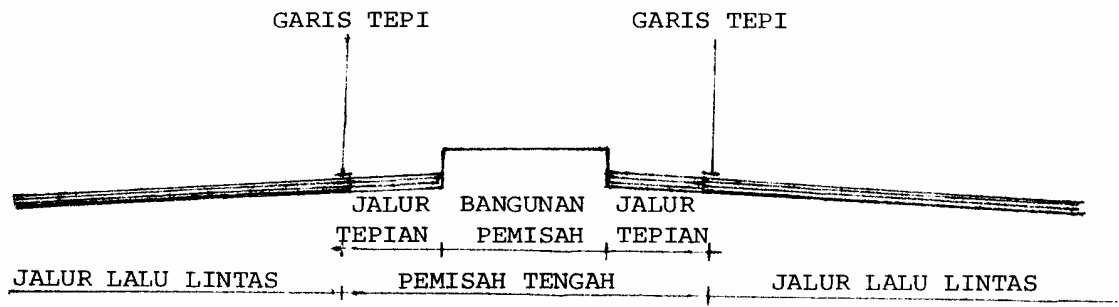 GARIS TEPI GARIS TEPI
JALUR BANGUNAN JALUR
TEPIAN PEMISAH TEPIAN
JALUR LALU LINTAS PEMISAH TENGAH JALUR LALU LINTAS